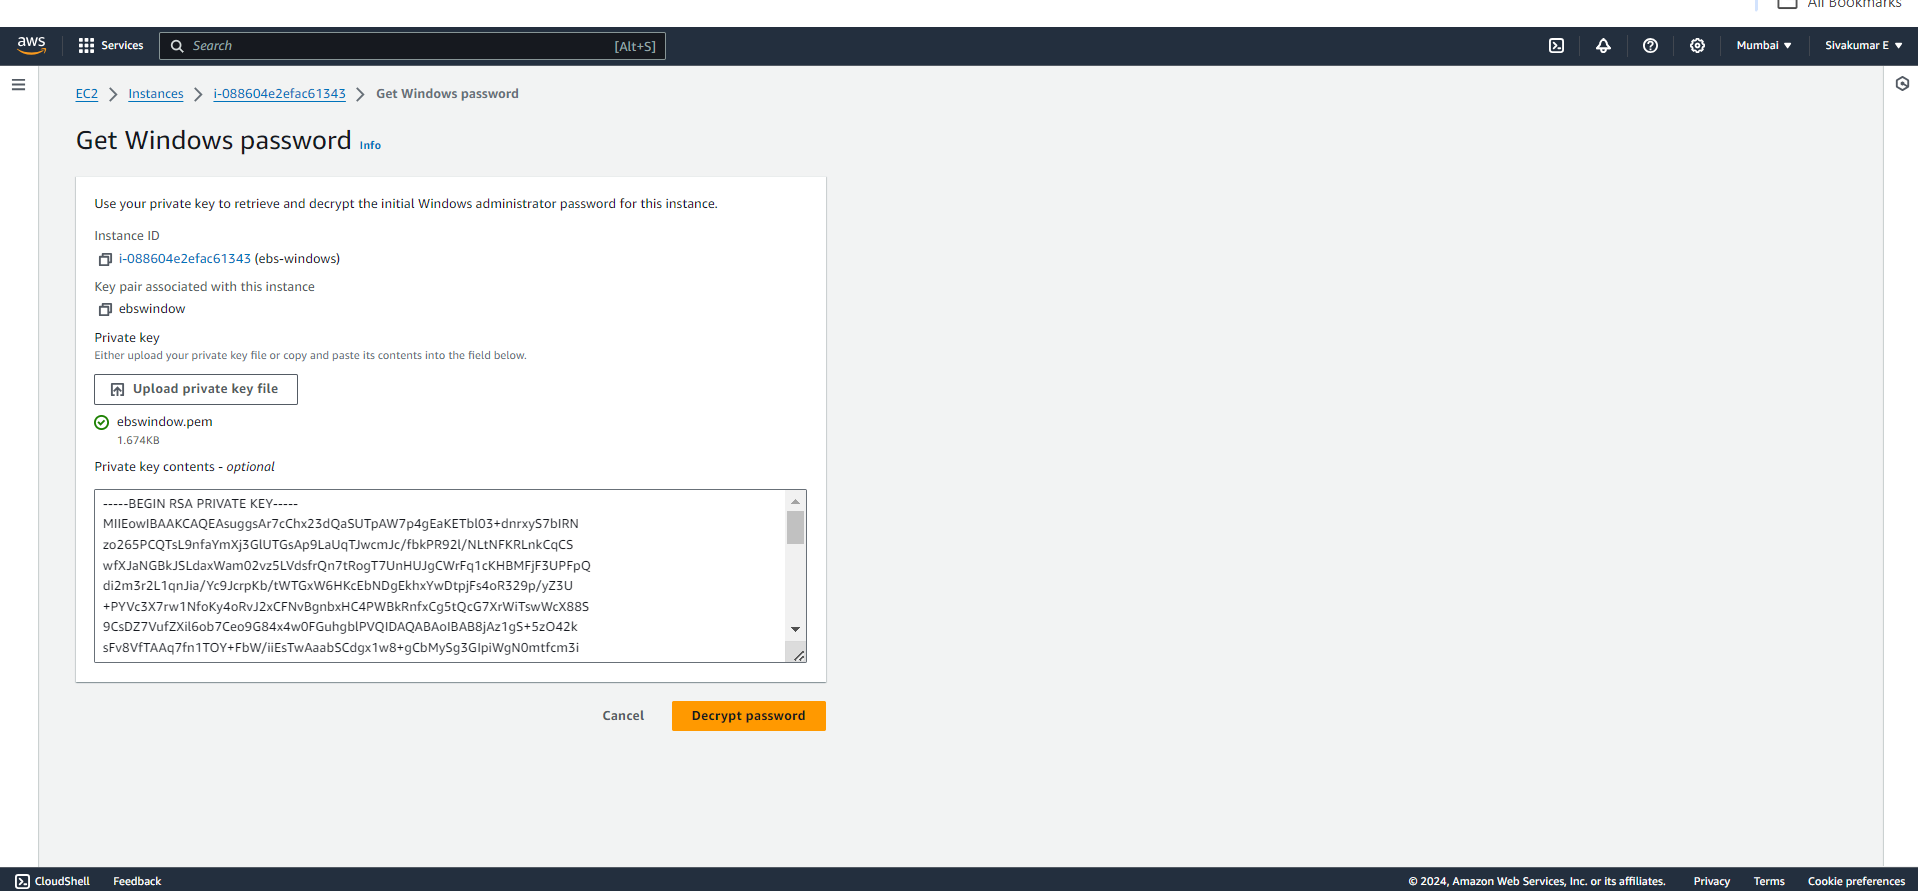 All Bookmarks
aws
Services
Search
[Alt+S]
Mumbai
Sivakumar E
EC2 > Instances > i-088604e2efac61343 > Get Windows password
Get Windows password Info
Use your private key to retrieve and decrypt the initial Windows administrator password for this instance.
Instance ID
i-088604e2efac61343 (ebs-windows)
Key pair associated with this instance
ebswindow
Private key
Either upload your private key file or copy and paste its contents into the field below.
Upload private key file
ebswindow.pem
1.674KB
Private key contents - optional
-----BEGIN RSA PRIVATE KEY-----
MIIEowIBAAKCAQEAsuggsAr7cChx23dQaSUTpAW7p4gEaKETbl03+dnrxyS7bIRN
zo265PCQTsL9nfaYmXj3GlUTGsAp9LaUqTJwcmJc/fbkPR92l/NLtNFKRLnkCqCS
wfXJaNGBkJSLdaxWam02vz5LVdsfrQn7tRogT7UnHUJgCWrFq1cKHBMFjF3UPFpQ
di2m3r2L1qnJia/Yc9JcrpKb/tWTGxW6HKcEbNDgEkhxYwDtpjFs4oR329p/yZ3U
+PYVc3X7rw1NfoKy4oRvJ2xCFNvBgnbxHC4PWBkRnfxCg5tQcG7XrWiTswWcX88S
9CsDZ7VufZXil6ob7Ceo9G84x4w0FGuhgblPVQIDAQABAoIBAB8jAz1gS+5zO42k
sFv8VfTAAq7fn1TOY+FbW/iiEsTwAaabSCdgx1w8+gCbMySg3GIpiWgN0mtfcm3i
Cancel
Decrypt password
CloudShell
Feedback
© 2024, Amazon Web Services, Inc. or its affiliates.
Privacy
Terms
Cookie preferences